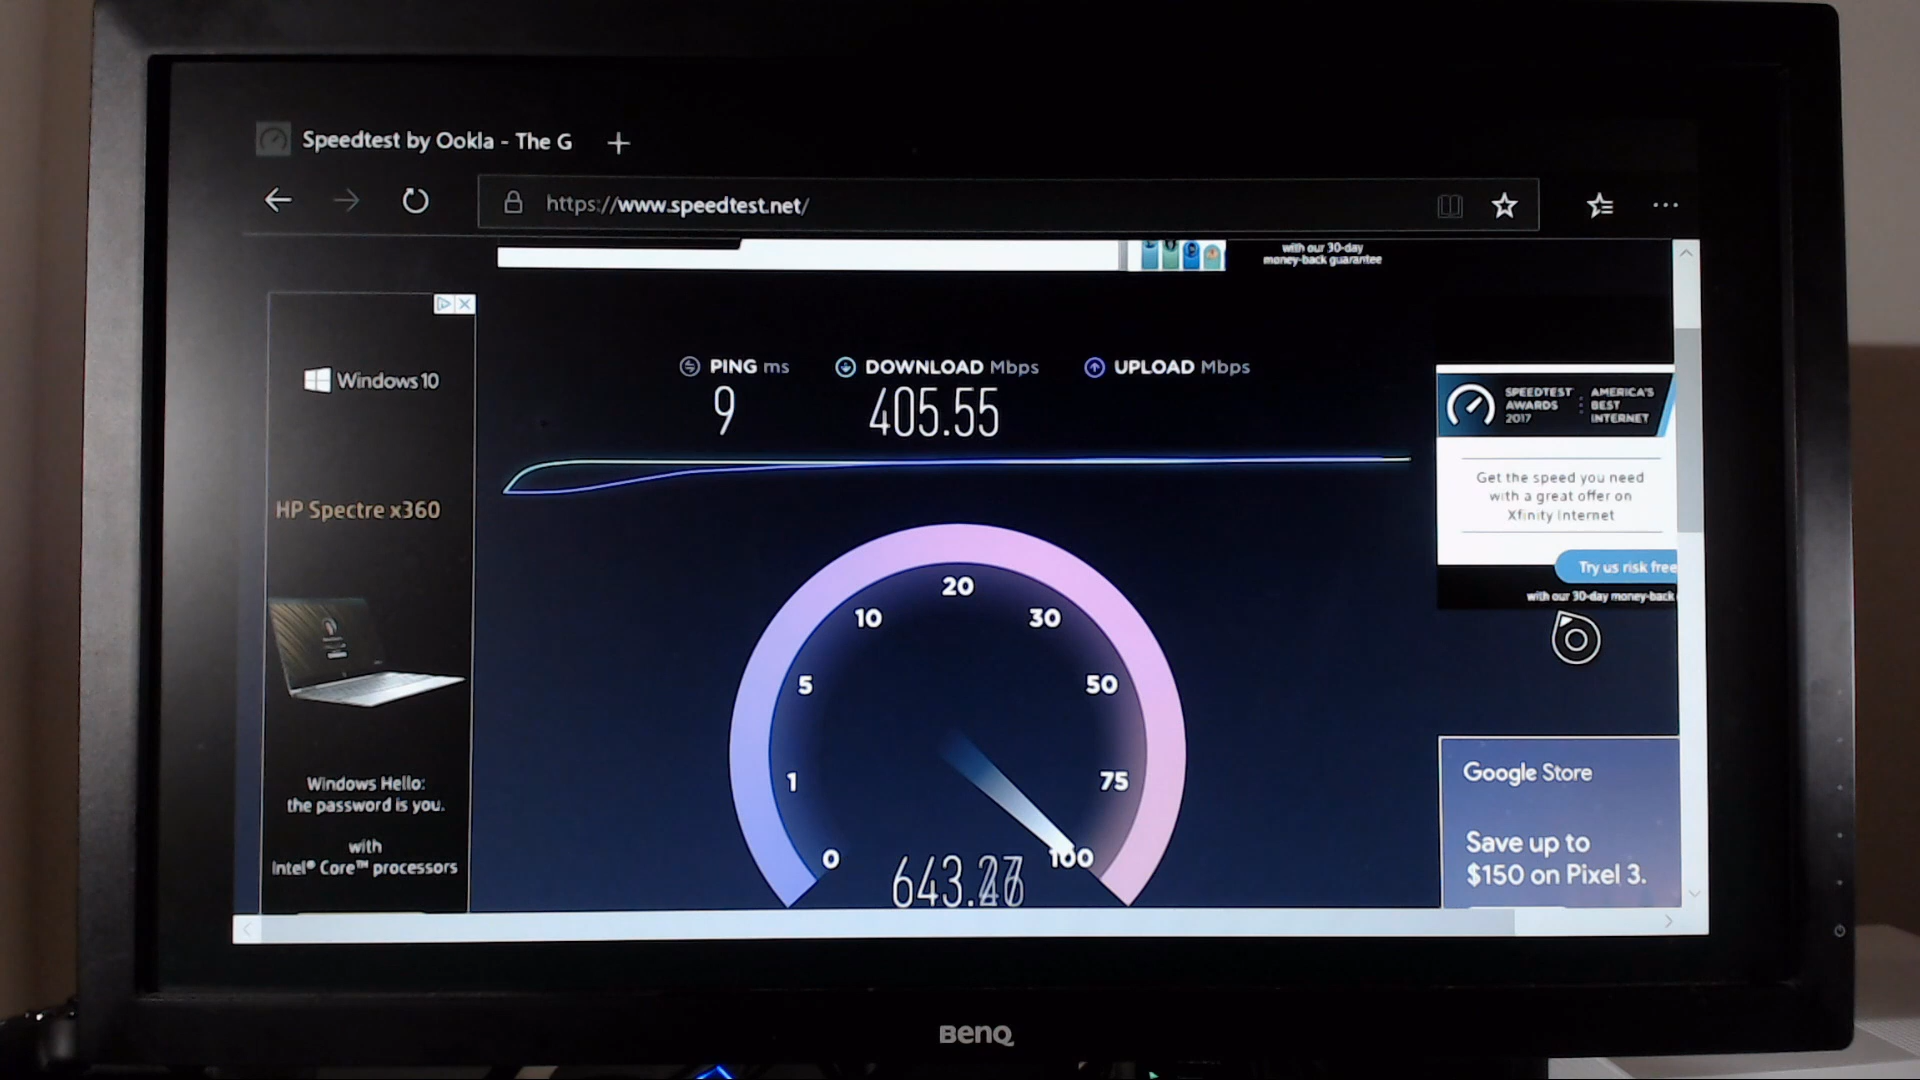 Speedtest by Ookla - The G
https://www.speedtest.net/
with our 30-day
money-back guarantee
Windows 10
HP Spectre x360
Windows Hello:
the password is you.
with
Intel® Core™ processors
PING ms
9
DOWNLOAD Mbps
405.55
UPLOAD Mbps
20
10
30
5
50
1
75
0
100
643.
SPEEDTEST
AWARDS
2017
AMERICA'S
BEST
INTERNET
Get the speed you need
with a great offer on
Xfinity Internet
Try us risk free
with our 30-day money-back
Google Store
Save up to
$150 on Pixel 3.
BenQ